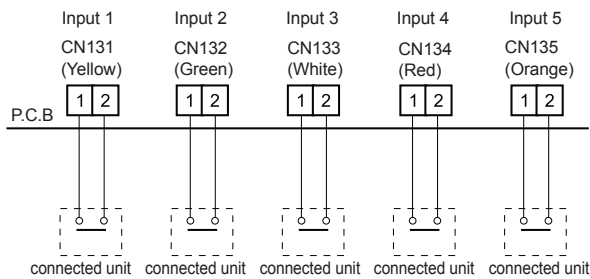 Input 1 Input 2 Input 3 Input 4 Input 5
CN131 CN132 CN133 CN134 CN135
(Yellow) (Green) (White) (Red) (Orange)
1 2 1 2 1 2 1 2 1 2
P.C.B
connected unit connected unit connected unit connected unit connected unit